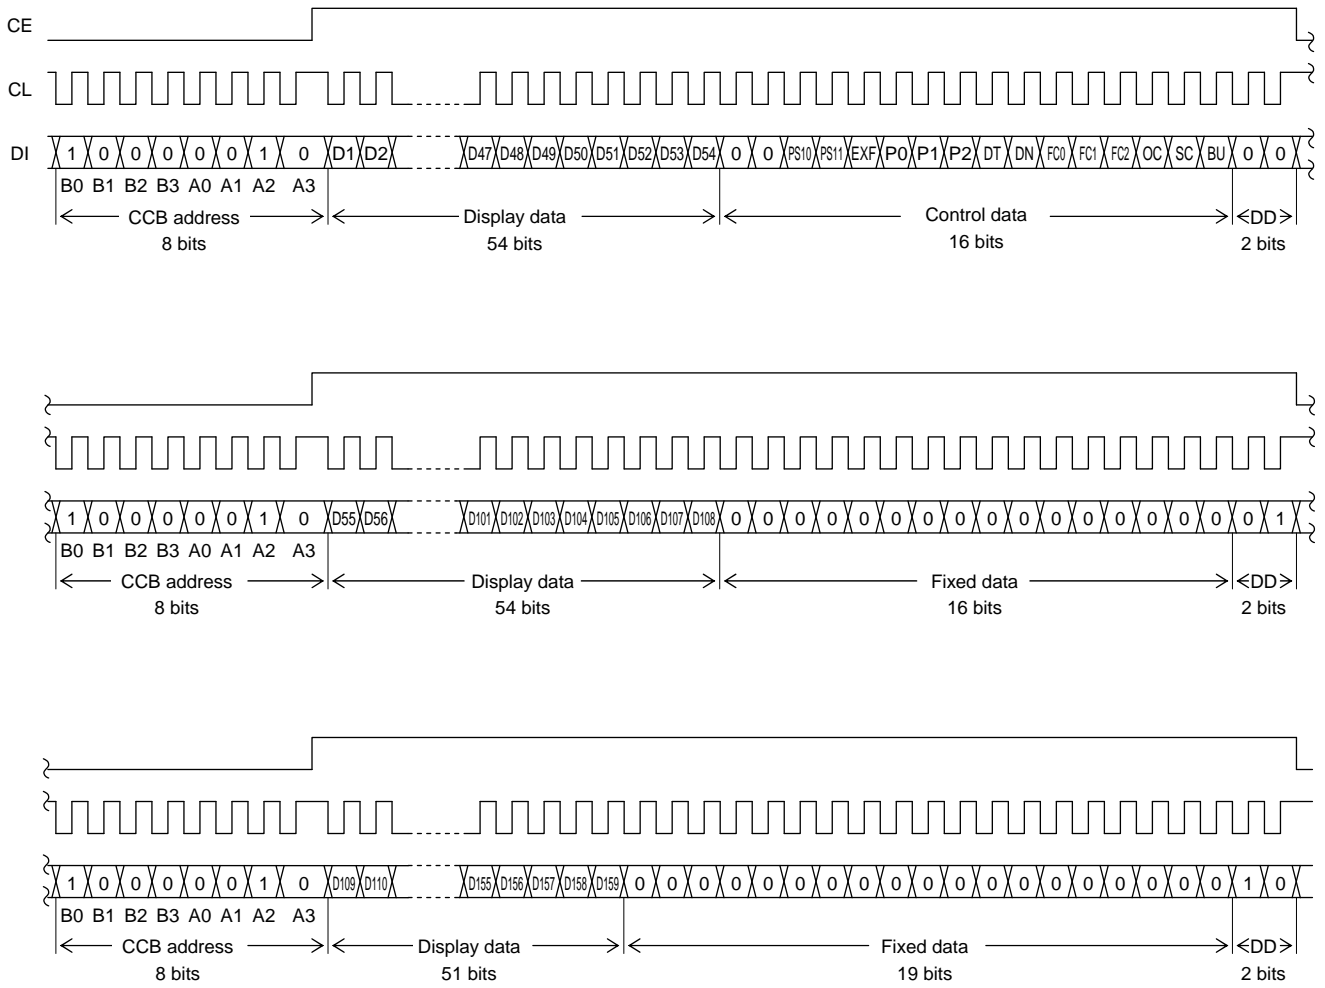 CE
CL
DI 1 0 0 0 0 0 1 0 D1 D2 D47 D48 D49 D50 D51 D52 D53 D54 0 0 PS10 PS11 EXF P0 P1 P2 DT DN FC0 FC1 FC2 OC SC BU 0 0
B0 B1 B2 B3 A0 A1 A2 A3
CCB address Display data Control data DD
8 bits 54 bits 16 bits 2 bits
1 0 0 0 0 0 1 0 D55 D56 D101 D102 D103 D104 D105 D106 D107 D108 0 0 0 0 0 0 0 0 0 0 0 0 0 0 0 0 0 1
B0 B1 B2 B3 A0 A1 A2 A3
CCB address Display data Fixed data DD
8 bits 54 bits 16 bits 2 bits
1 0 0 0 0 0 1 0 D109 D110 D155 D156 D157 D158 D159 0 0 0 0 0 0 0 0 0 0 0 0 0 0 0 0 0 0 0 1 0
B0 B1 B2 B3 A0 A1 A2 A3
CCB address Display data Fixed data DD
8 bits 51 bits 19 bits 2 bits